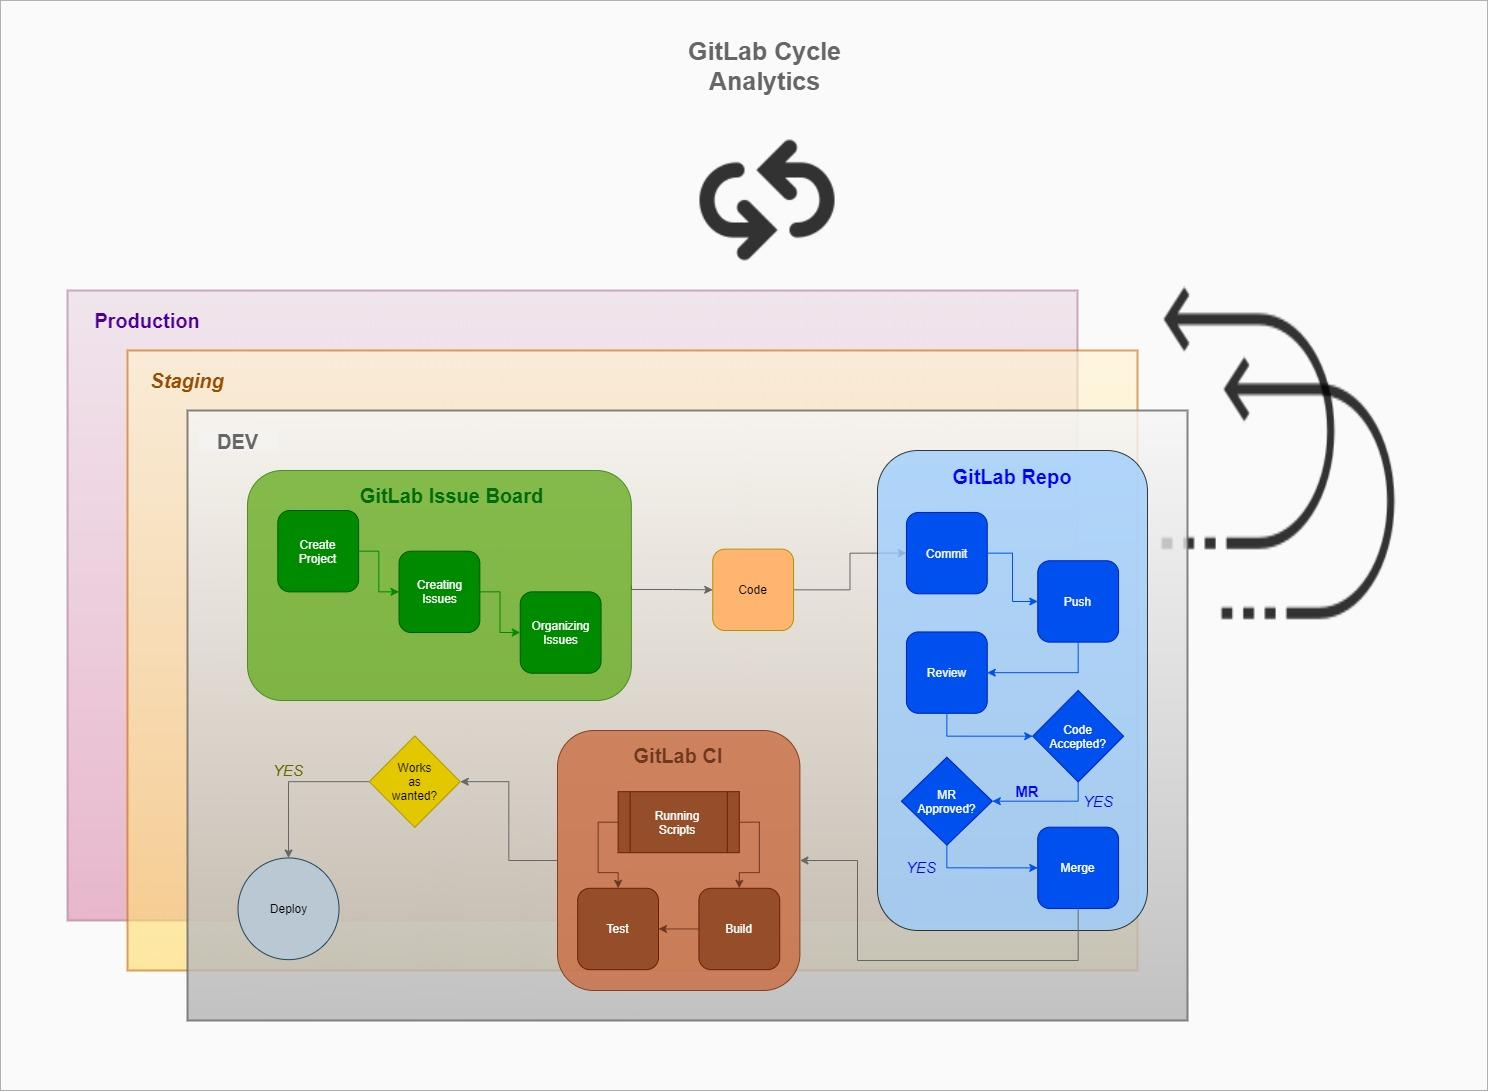 GitLab Cycle
Analytics
Production
Staging
DEV
GitLab Issue Board
Create
Project
Creating
Issues
Organizing
Issues
Code
GitLab Repo
Commit
Push
Review
Code
Accepted?
MR
YES
MR
Approved?
YES
Merge
GitLab CI
Running
Scripts
Test
Build
Works
as
wanted?
YES
Deploy